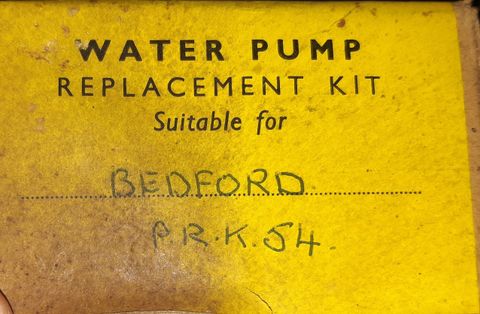 WATER PUMP
REPLACEMENT KIT
Suitable for
BEDFORD
P.R.K.54.